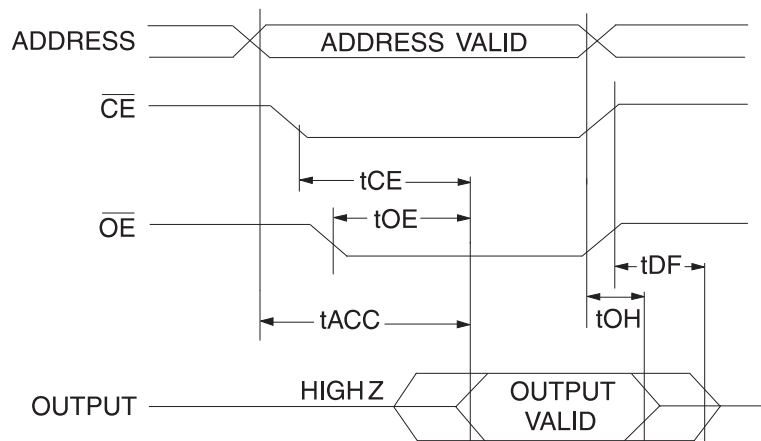 ADDRESS
ADDRESS VALID
CE
tCE
OE
tOE
tDF
tACC
tOH
OUTPUT
HIGH Z
OUTPUT
VALID